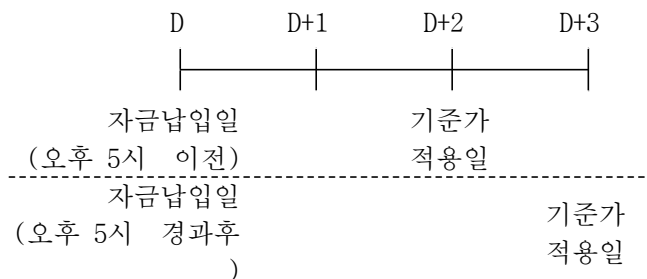 D D+1 D+2 D+3
자금납입일 기준가
(오후 5시 이전) 적용일
자금납입일
기준가
(오후 5시 경과후
적용일
)